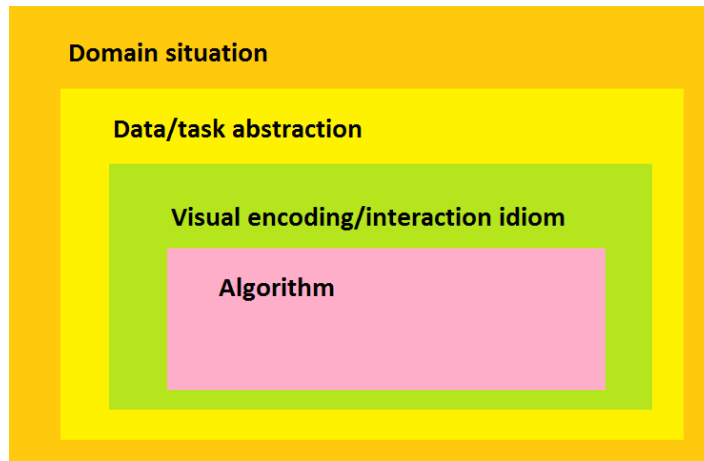 Domain situation
Data/task abstraction
Visual encoding/interaction idiom
Algorithm